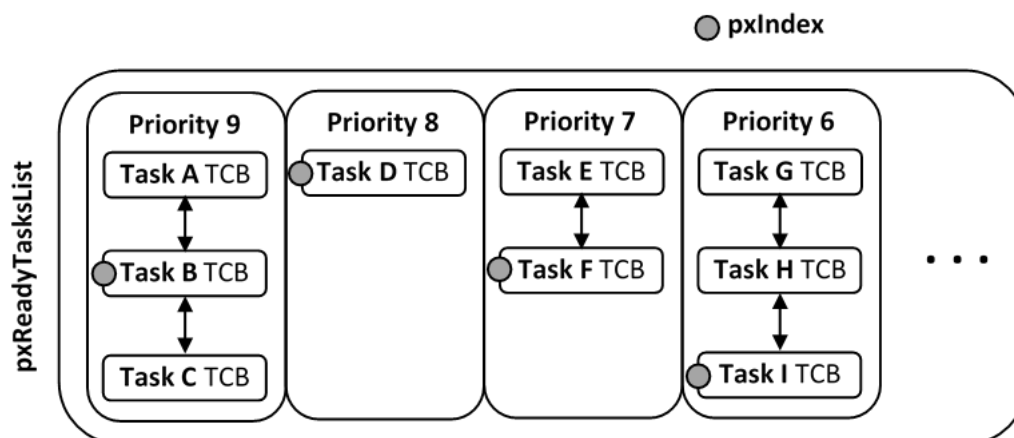 pxIndex
pxReadyTasksList
Priority 9
Task A TCB
Task B TCB
Task C TCB
Priority 8
Task D TCB
Priority 7
Task E TCB
Task F TCB
Priority 6
Task G TCB
Task H TCB
Task I TCB
...